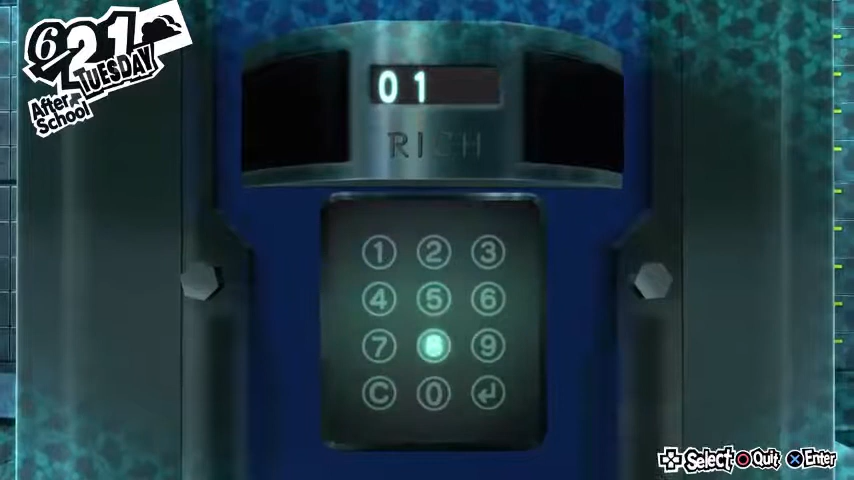 6/21
TUESDAY
After
School
01
RICH
1 2 3
4 5 6
7 8 9
C 0 ↵
Select Quit Enter